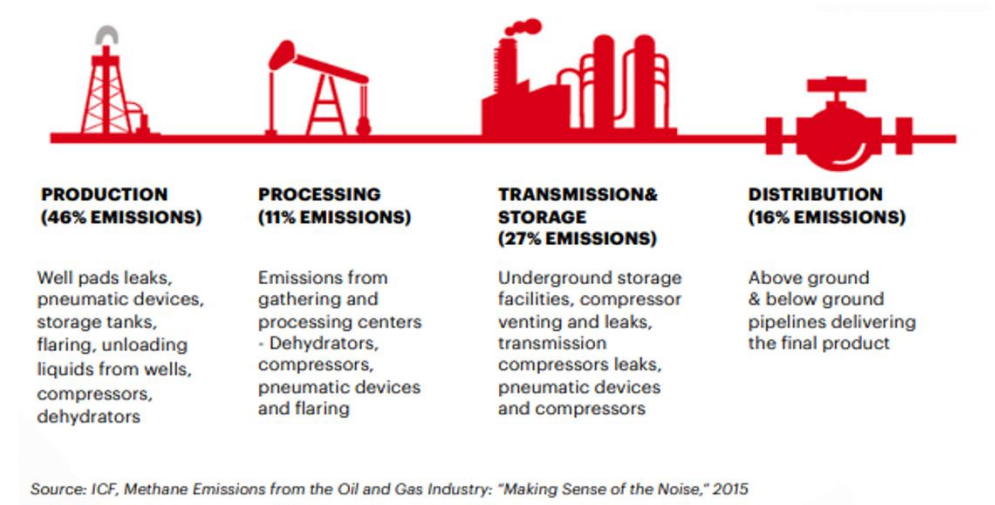 PRODUCTION
(46% EMISSIONS)
Well pads leaks,
pneumatic devices,
storage tanks,
flaring, unloading
liquids from wells,
compressors,
dehydrators
PROCESSING
(11% EMISSIONS)
Emissions from
gathering and
processing centers
- Dehydrators,
compressors,
pneumatic devices
and flaring
TRANSMISSION&
STORAGE
(27% EMISSIONS)
Underground storage
facilities, compressor
venting and leaks,
transmission
compressors leaks,
pneumatic devices
and compressors
DISTRIBUTION
(16% EMISSIONS)
Above ground
& below ground
pipelines delivering
the final product
Source: ICF, Methane Emissions from the Oil and Gas Industry: "Making Sense of the Noise," 2015